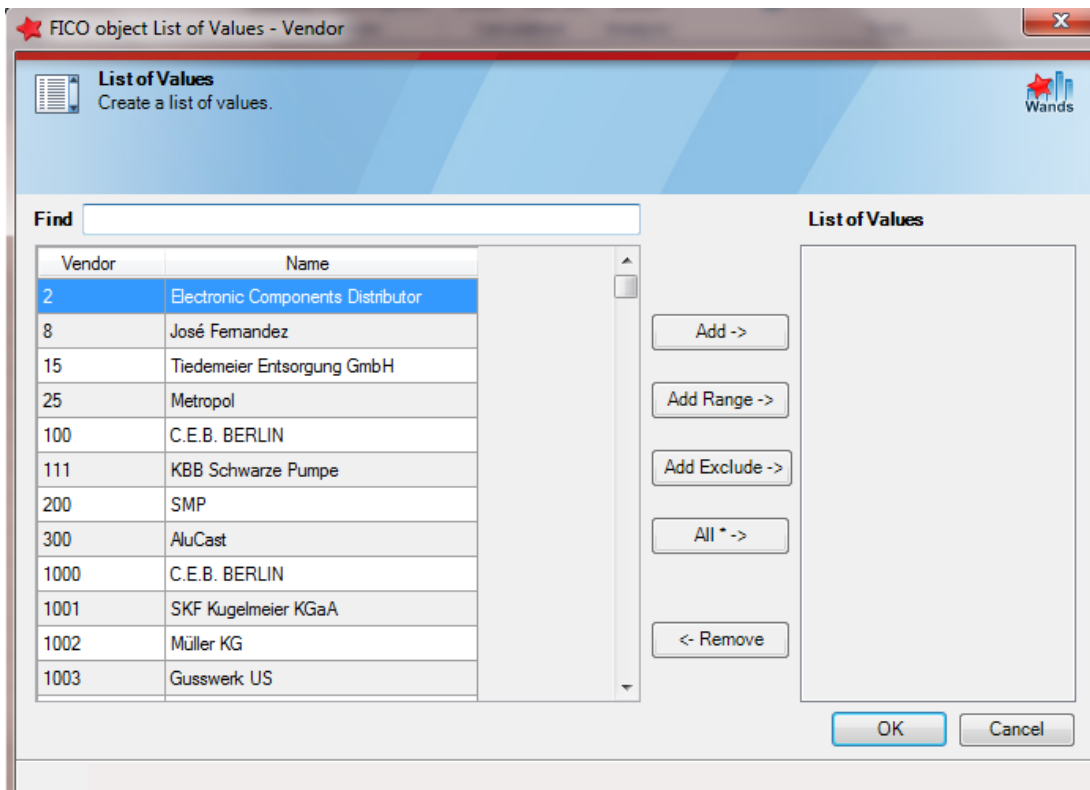 FICO object List of Values - Vendor
List of Values
Create a list of values.
Wands
Find
List of Values
Vendor Name
2 Electronic Components Distributor
8 José Fernandez
15 Tiedemeier Entsorgung GmbH
25 Metropol
100 C.E.B. BERLIN
111 KBB Schwarze Pumpe
200 SMP
300 AluCast
1000 C.E.B. BERLIN
1001 SKF Kugelmeier KGaA
1002 Müller KG
1003 Gusswerk US
Add ->
Add Range ->
Add Exclude ->
All * ->
<- Remove
OK Cancel